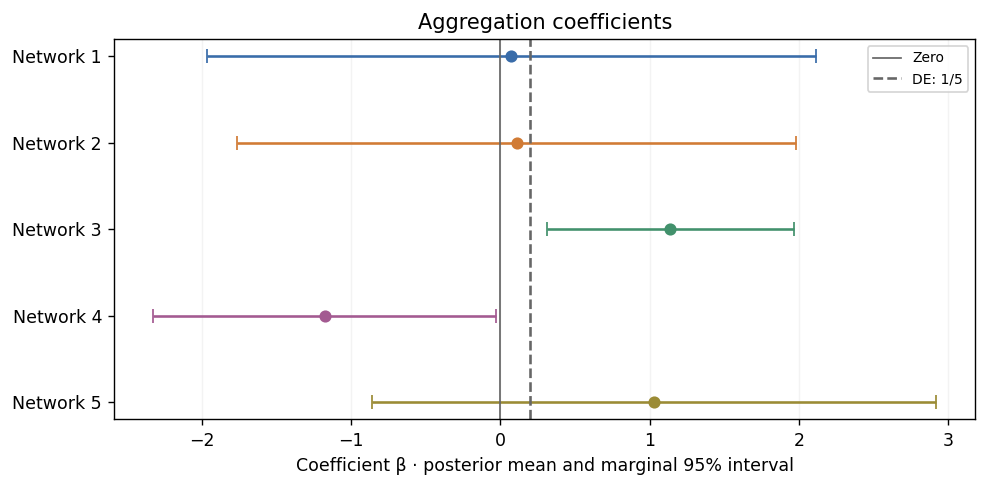 Aggregation coefficients
Network 1
Network 2
Network 3
Network 4
Network 5
Zero
DE: 1/5
−2 −1 0 1 2 3
Coefficient β · posterior mean and marginal 95% interval